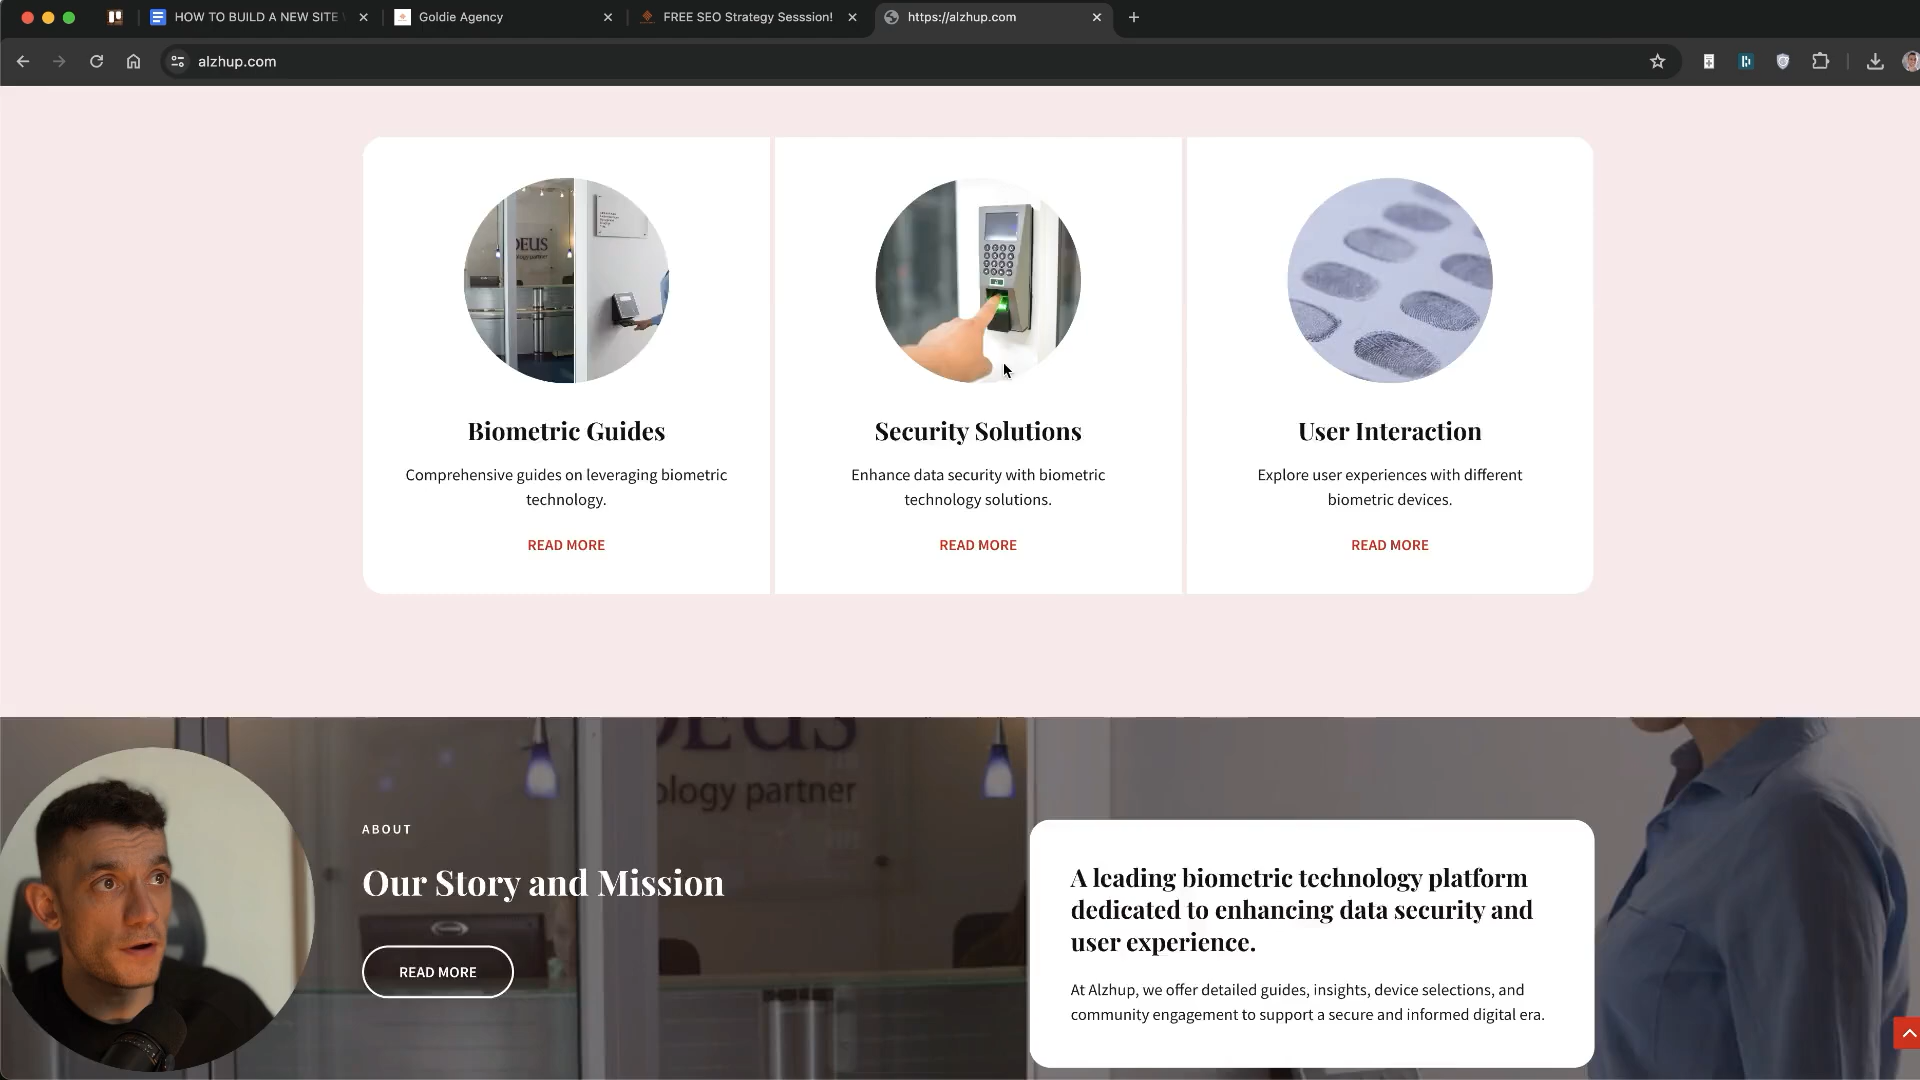 HOW TO BUILD A NEW SITE
Goldie Agency
FREE SEO Strategy Sesssion!
https://alzhup.com
alzhup.com
DEUS
Biometric Guides
Comprehensive guides on leveraging biometric
technology.
READ MORE
Security Solutions
Enhance data security with biometric
technology solutions.
READ MORE
User Interaction
Explore user experiences with different
biometric devices.
READ MORE
DEUS
ology partner
ABOUT
Our Story and Mission
READ MORE
A leading biometric technology platform
dedicated to enhancing data security and
user experience.
At Alzhup, we offer detailed guides, insights, device selections, and
community engagement to support a secure and informed digital era.